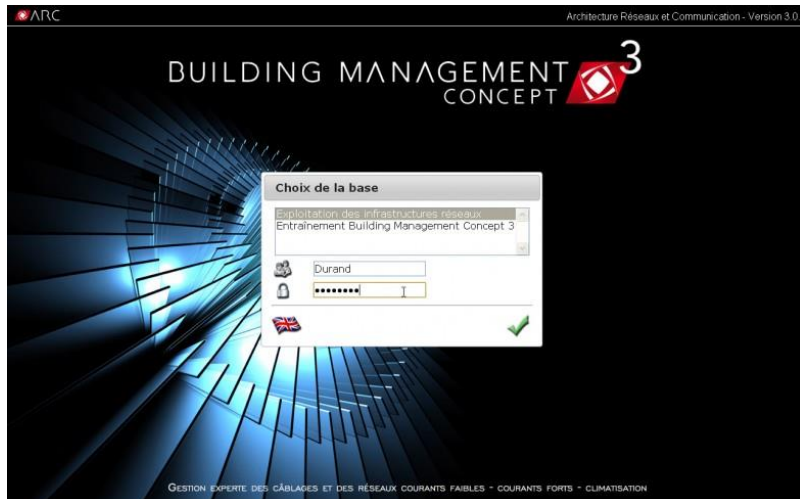 ARC
Architecture Réseaux et Communication - Version 3.0.
BUILDING MANAGEMENT 3
CONCEPT
Choix de la base
Exploitation des infrastructures réseaux
Entraînement Building Management Concept 3
Durand
••••••••
GESTION EXPERTE DES CÂBLAGES ET DES RÉSEAUX COURANTS FAIBLES - COURANTS FORTS - CLIMATISATION